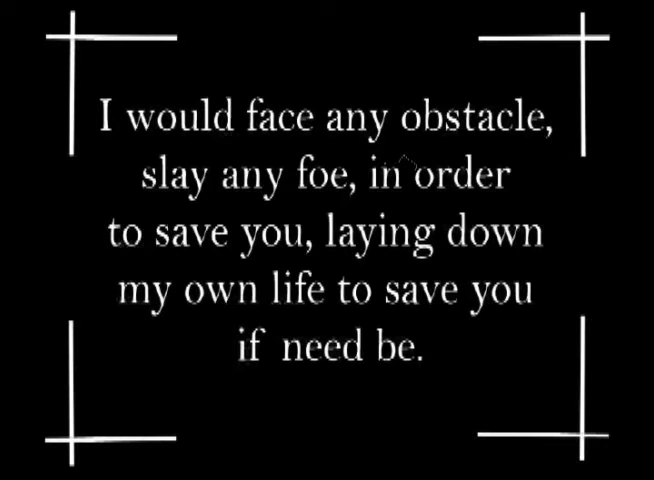 I would face any obstacle,
slay any foe, in order
to save you, laying down
my own life to save you
if need be.